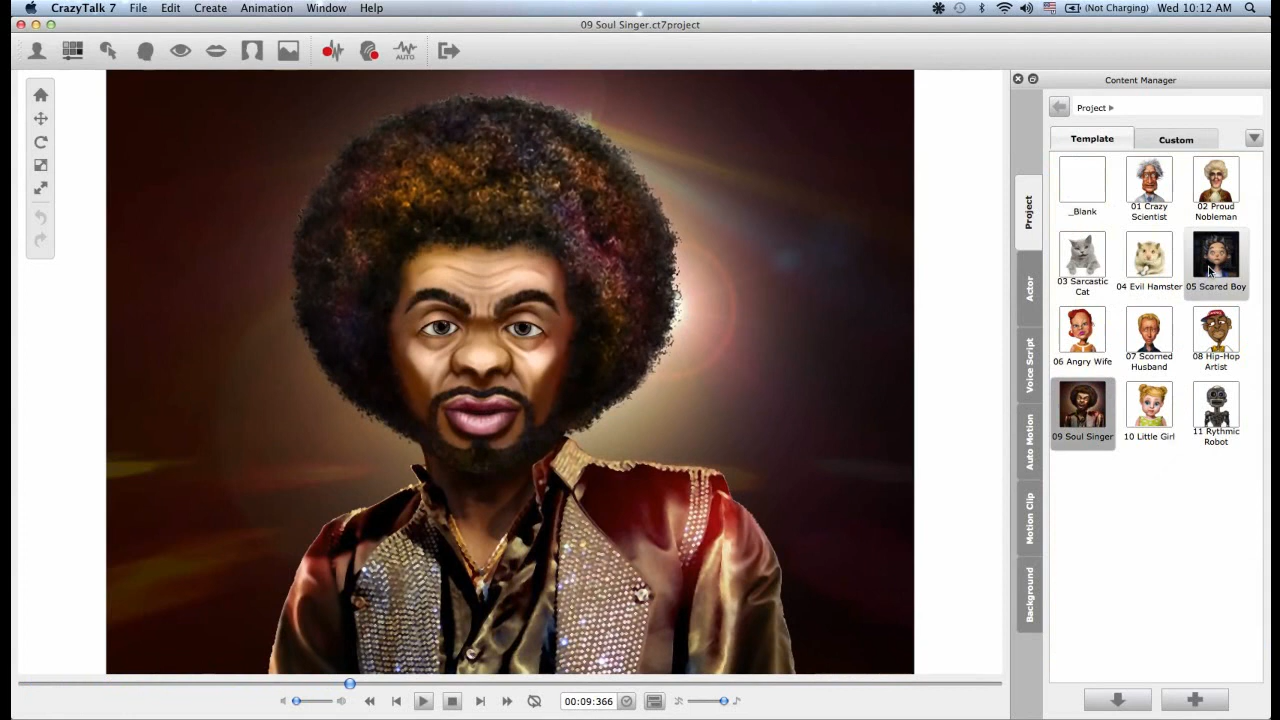 CrazyTalk 7 File Edit Create Animation Window Help (Not Charging) Wed 10:12 AM
09 Soul Singer.ct7project
AUTO
Content Manager
Project
Template Custom
Project
Actor
Voice Script
Auto Motion
Motion Clip
Background
_Blank
01 Crazy
Scientist
02 Proud
Nobleman
03 Sarcastic
Cat
04 Evil Hamster
05 Scared Boy
06 Angry Wife
07 Scorned
Husband
08 Hip-Hop
Artist
09 Soul Singer
10 Little Girl
11 Rythmic
Robot
00:09:366